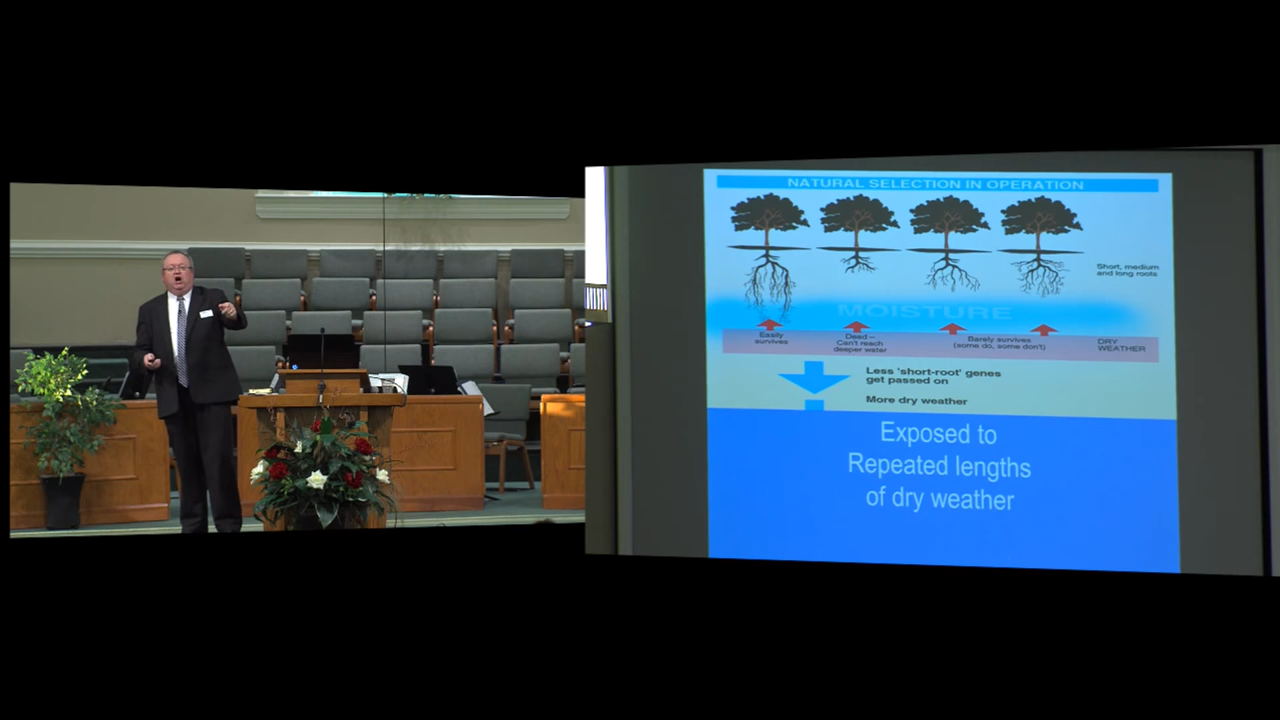 NATURAL SELECTION IN OPERATION
Short, medium
and long roots
MOISTURE
Easily
survives
Dead –
Can't reach
deeper water
Barely survives
(some do, some don't)
DRY
WEATHER
Less 'short-root' genes
get passed on
More dry weather
Exposed to
Repeated lengths
of dry weather